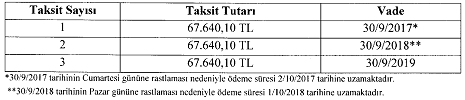 Taksit Sayısı Taksit Tutarı Vade
1 67.640,10 TL 30/9/2017*
2 67.640,10 TL 30/9/2018**
3 67.640,10 TL 30/9/2019
*30/9/2017 tarihinin Cumartesi gününe rastlaması nedeniyle ödeme süresi 2/10/2017 tarihine uzamaktadır.
**30/9/2018 tarihinin Pazar gününe rastlaması nedeniyle ödeme süresi 1/10/2018 tarihine uzamaktadır.